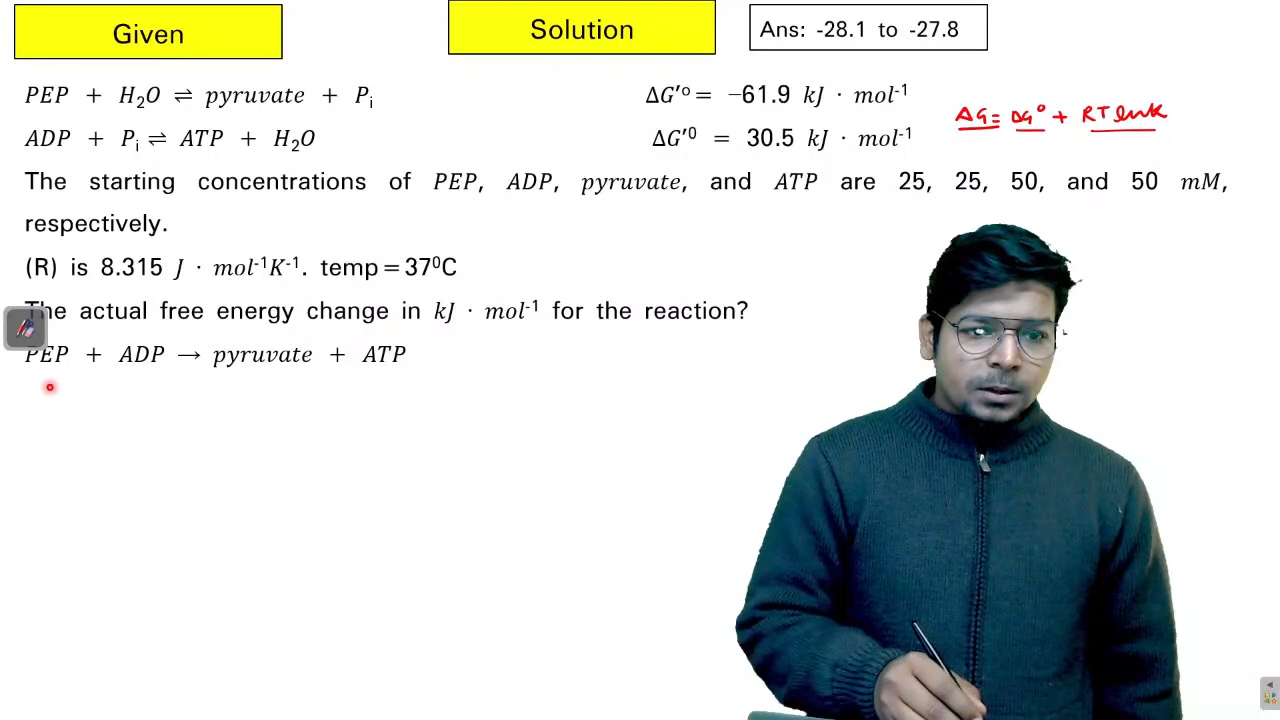 Given
Solution
Ans: -28.1 to -27.8
PEP + H₂O ⇌ pyruvate + Pᵢ ΔG′º = −61.9 kJ · mol⁻¹
ΔG = ΔG° + RT lnk
ADP + Pᵢ ⇌ ATP + H₂O ΔG′⁰ = 30.5 kJ · mol⁻¹
The starting concentrations of PEP, ADP, pyruvate, and ATP are 25, 25, 50, and 50 mM,
respectively.
(R) is 8.315 J · mol⁻¹K⁻¹. temp=37⁰C
The actual free energy change in kJ · mol⁻¹ for the reaction?
PEP + ADP → pyruvate + ATP